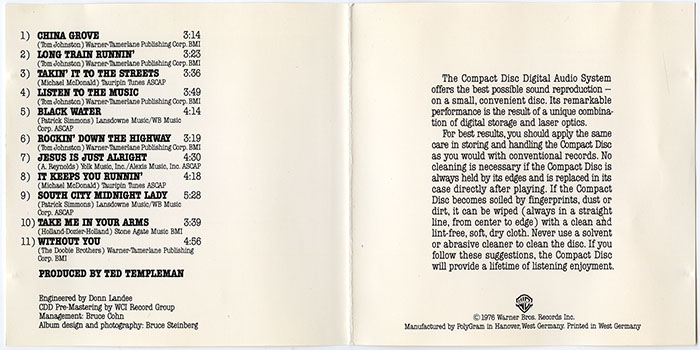 1) CHINA GROVE 3:14
(Tom Johnston) Warner-Tamerlane Publishing Corp. BMI
2) LONG TRAIN RUNNIN' 3:23
(Tom Johnston) Warner-Tamerlane Publishing Corp. BMI
3) TAKIN' IT TO THE STREETS 3:36
(Michael McDonald) Tauripin Tunes ASCAP
4) LISTEN TO THE MUSIC 3:49
(Tom Johnston) Warner-Tamerlane Publishing Corp. BMI
5) BLACK WATER 4:14
(Patrick Simmons) Lansdowne Music/WB Music
Corp. ASCAP
6) ROCKIN' DOWN THE HIGHWAY 3:19
(Tom Johnston) Warner-Tamerlane Publishing Corp. BMI
7) JESUS IS JUST ALRIGHT 4:30
(A. Reynolds) Yolk Music, Inc./Alexis Music, Inc. ASCAP
8) IT KEEPS YOU RUNNIN' 4:18
(Michael McDonald) Tauripin Tunes ASCAP
9) SOUTH CITY MIDNIGHT LADY 5:28
(Patrick Simmons) Lansdowne Music/WB Music
Corp. ASCAP
10) TAKE ME IN YOUR ARMS 3:39
(Holland-Dozier-Holland) Stone Agate Music BMI
11) WITHOUT YOU 4:56
(The Doobie Brothers) Warner-Tamerlane Publishing
Corp. BMI
PRODUCED BY TED TEMPLEMAN
Engineered by Donn Landee
CDD Pre-Mastering by WCI Record Group
Management: Bruce Cohn
Album design and photography: Bruce Steinberg
The Compact Disc Digital Audio System
offers the best possible sound reproduction –
on a small, convenient disc. Its remarkable
performance is the result of a unique combina-
tion of digital storage and laser optics.
For best results, you should apply the same
care in storing and handling the Compact Disc
as you would with conventional records. No
cleaning is necessary if the Compact Disc is
always held by its edges and is replaced in its
case directly after playing. If the Compact
Disc becomes soiled by fingerprints, dust or
dirt, it can be wiped (always in a straight
line, from center to edge) with a clean and
lint-free, soft, dry cloth. Never use a solvent
or abrasive cleaner to clean the disc. If you
follow these suggestions, the Compact Disc
will provide a lifetime of listening enjoyment.
© 1976 Warner Bros. Records Inc.
Manufactured by PolyGram in Hanover, West Germany. Printed in West Germany